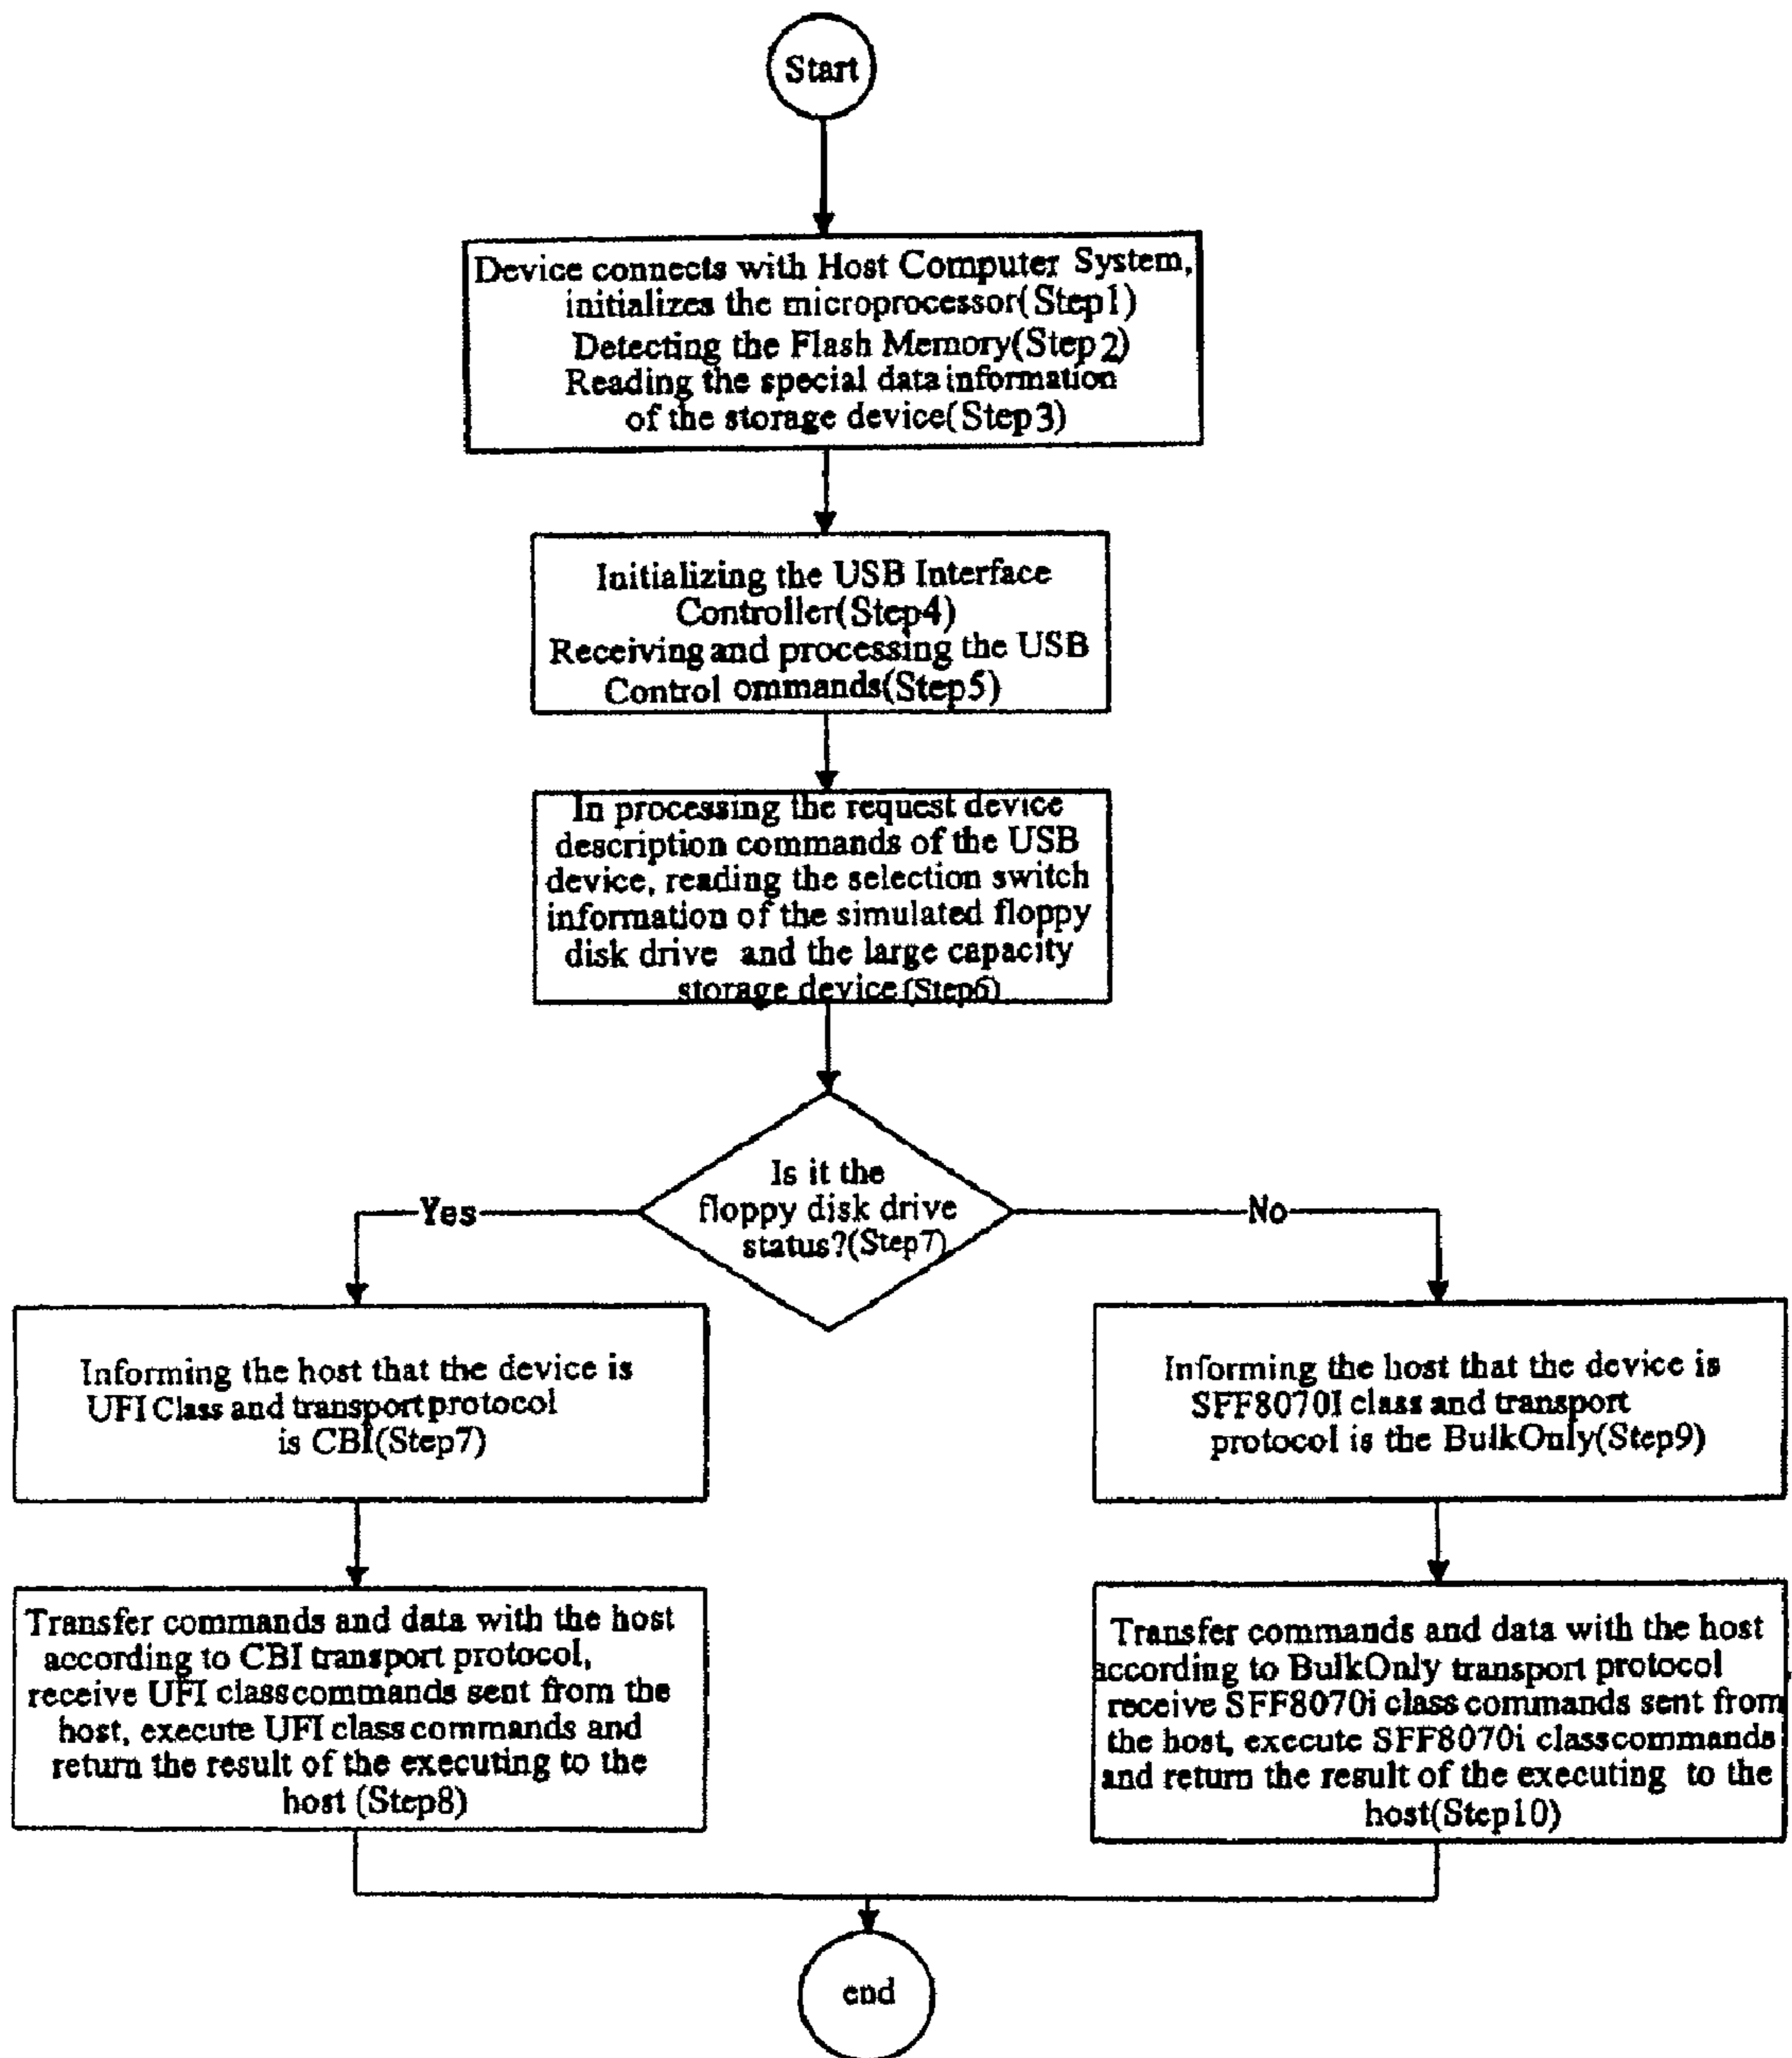 Start
Device connects with Host Computer System,
initializes the microprocessor(Step1)
Detecting the Flash Memory(Step2)
Reading the special data information
of the storage device(Step3)
Initializing the USB Interface
Controller(Step4)
Receiving and processing the USB
Control ommands(Step5)
In processing the request device
description commands of the USB
device, reading the selection switch
information of the simulated floppy
disk drive and the large capacity
storage device(Step6)
Is it the
floppy disk drive
status?(Step7)
Yes
No
Informing the host that the device is
UFI Class and transport protocol
is CBI(Step7)
Informing the host that the device is
SFF8070I class and transport
protocol is the BulkOnly(Step9)
Transfer commands and data with the host
according to CBI transport protocol,
receive UFI class commands sent from the
host, execute UFI class commands and
return the result of the executing to the
host (Step8)
Transfer commands and data with the host
according to BulkOnly transport protocol,
receive SFF8070i class commands sent from
the host, execute SFF8070i class commands
and return the result of the executing to the
host(Step10)
end